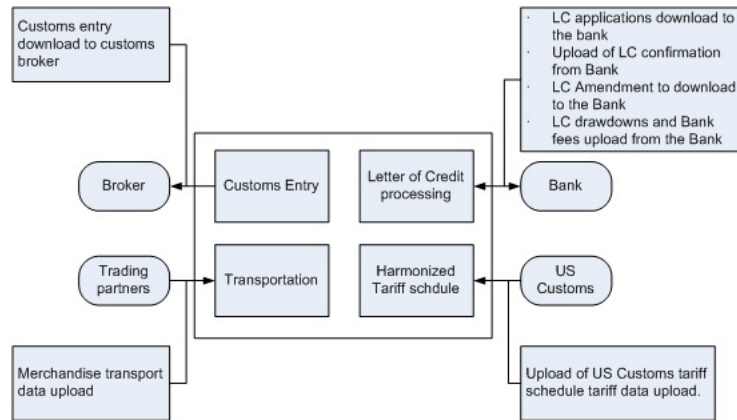 Customs entry
download to customs
broker
· LC applications download to
the bank
· Upload of LC confirmation
from Bank
· LC Amendment to download
to the Bank
· LC drawdowns and Bank
fees upload from the Bank
Broker
Customs Entry
Letter of Credit
processing
Bank
Trading
partners
Transportation
Harmonized
Tariff schdule
US
Customs
Merchandise transport
data upload
Upload of US Customs tariff
schedule tariff data upload.